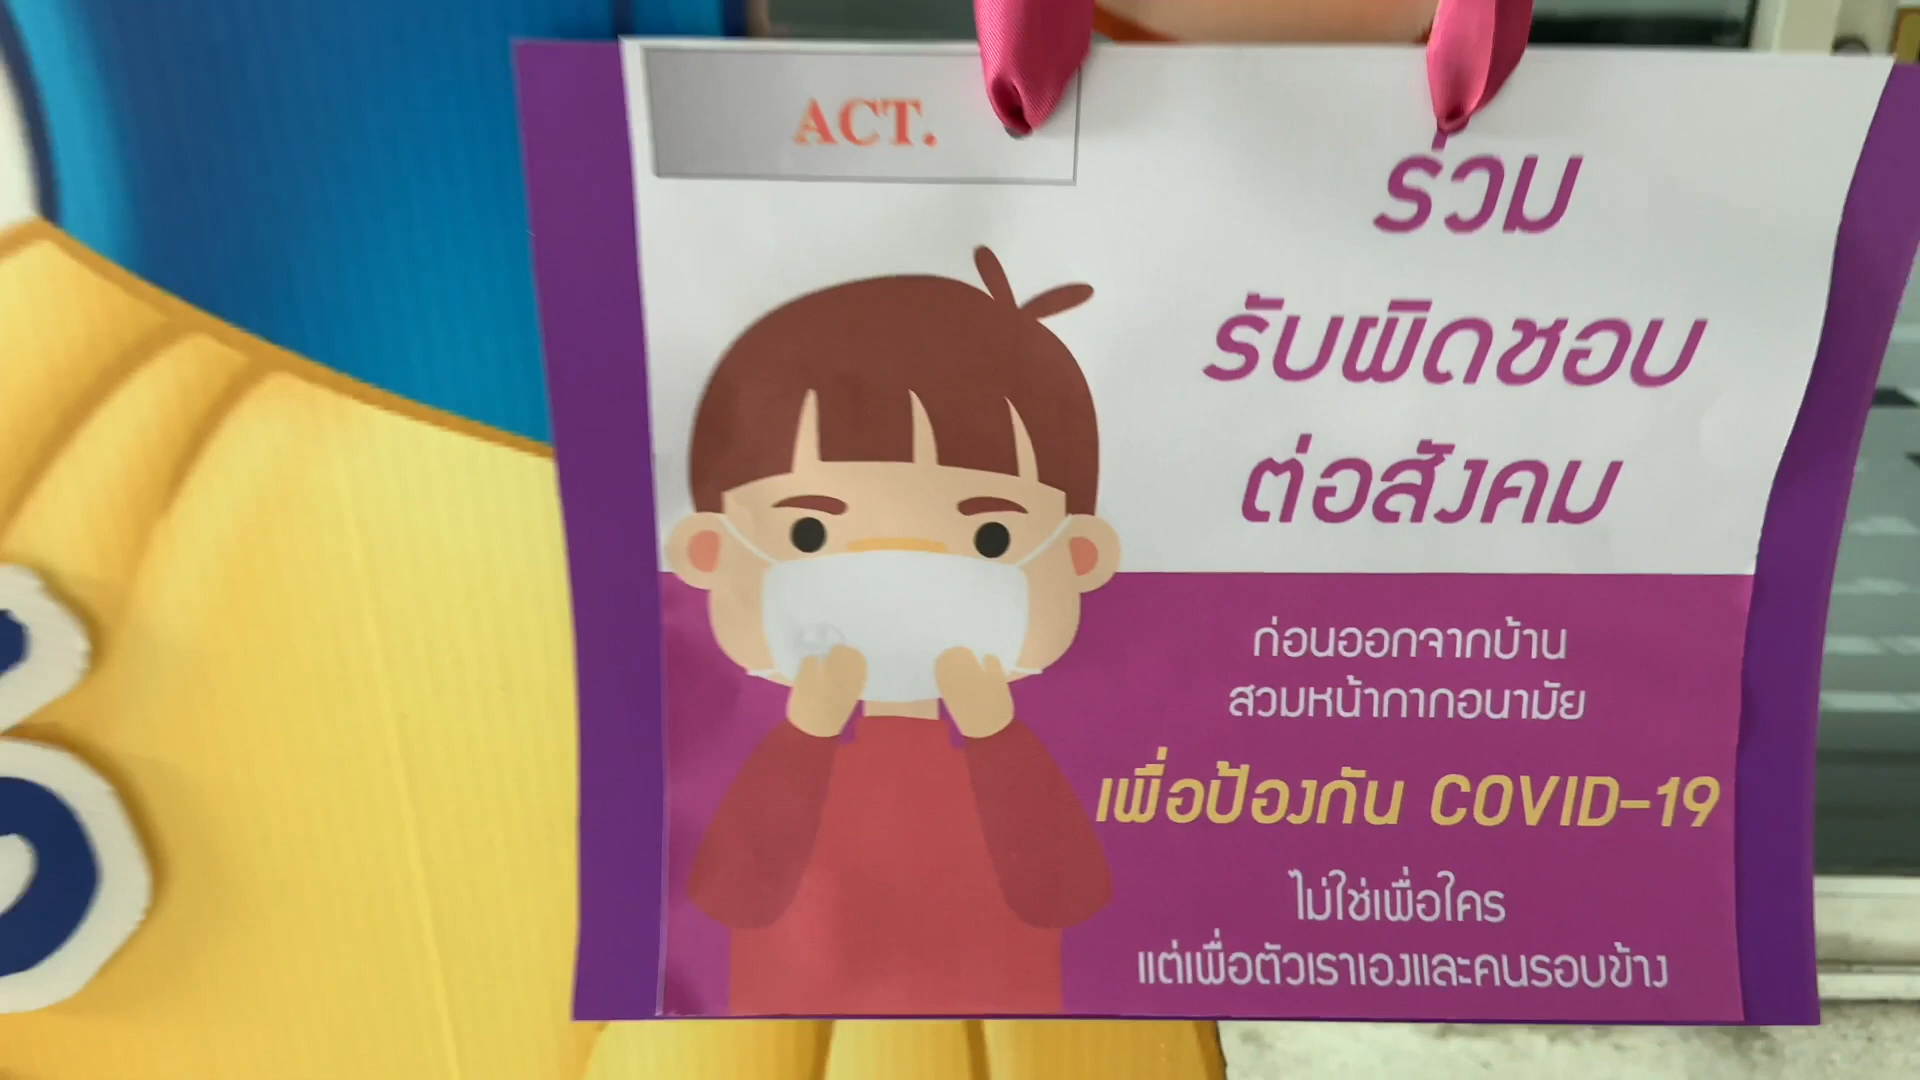 ACT.
ร่วม
รับผิดชอบ
ต่อสังคม
ก่อนออกจากบ้าน
สวมหน้ากากอนามัย
เพื่อป้องกัน COVID-19
ไม่ใช่เพื่อใคร
แต่เพื่อตัวเราเองและคนรอบข้าง